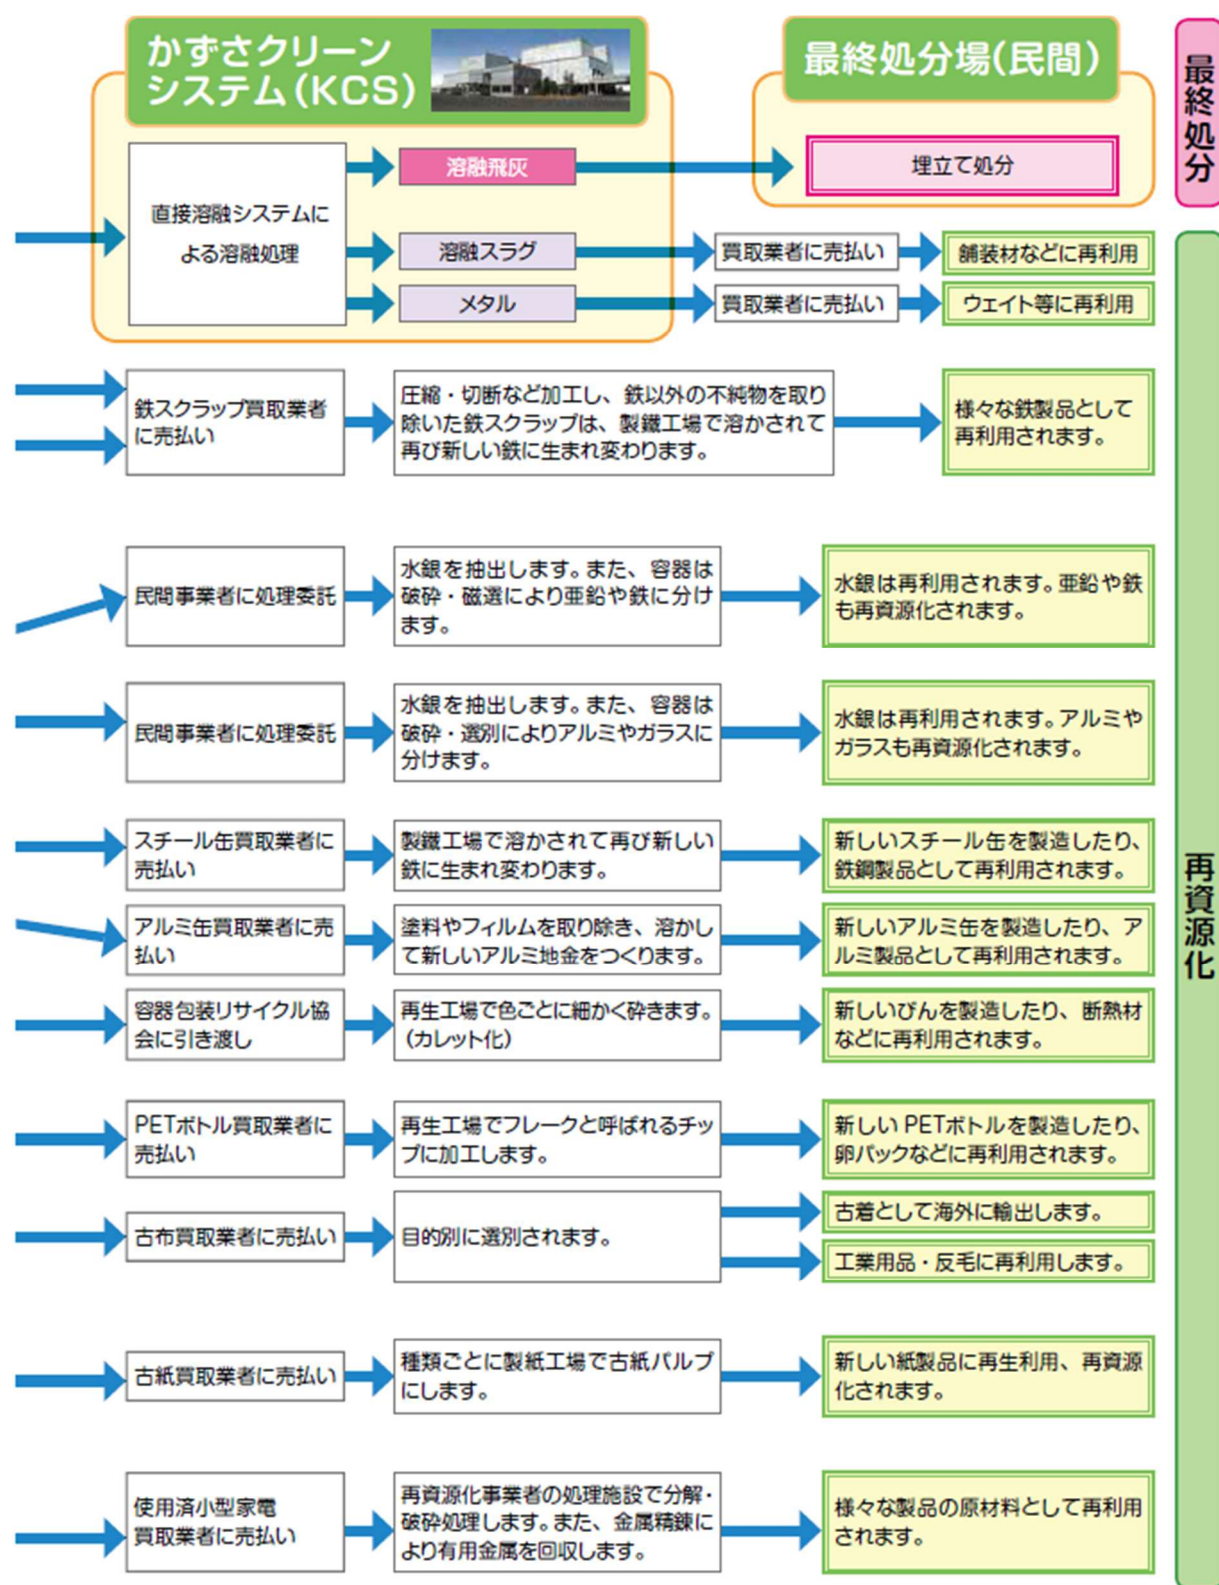 かずさクリーン
システム(KCS)
最終処分場(民間)
最終処分
直接溶融システムに
よる溶融処理
溶融飛灰
埋立て処分
溶融スラグ
買取業者に売払い
舗装材などに再利用
メタル
買取業者に売払い
ウェイト等に再利用
再資源化
鉄スクラップ買取業者
に売払い
圧縮・切断など加工し、鉄以外の不純物を取り
除いた鉄スクラップは、製鐵工場で溶かされて
再び新しい鉄に生まれ変わります。
様々な鉄製品として
再利用されます。
民間事業者に処理委託
水銀を抽出します。また、容器は
破砕・磁選により亜鉛や鉄に分け
ます。
水銀は再利用されます。亜鉛や鉄
も再資源化されます。
民間事業者に処理委託
水銀を抽出します。また、容器は
破砕・選別によりアルミやガラスに
分けます。
水銀は再利用されます。アルミや
ガラスも再資源化されます。
スチール缶買取業者に
売払い
製鐵工場で溶かされて再び新しい
鉄に生まれ変わります。
新しいスチール缶を製造したり、
鉄鋼製品として再利用されます。
アルミ缶買取業者に売
払い
塗料やフィルムを取り除き、溶かし
て新しいアルミ地金をつくります。
新しいアルミ缶を製造したり、ア
ルミ製品として再利用されます。
容器包装リサイクル協
会に引き渡し
再生工場で色ごとに細かく砕きます。
(カレット化)
新しいびんを製造したり、断熱材
などに再利用されます。
PETボトル買取業者に
売払い
再生工場でフレークと呼ばれるチッ
プに加工します。
新しいPETボトルを製造したり、
卵パックなどに再利用されます。
古布買取業者に売払い
目的別に選別されます。
古着として海外に輸出します。
工業用品・反毛に再利用します。
古紙買取業者に売払い
種類ごとに製紙工場で古紙パルプ
にします。
新しい紙製品に再生利用、再資源
化されます。
使用済小型家電
買取業者に売払い
再資源化事業者の処理施設で分解・
破砕処理します。また、金属精錬に
より有用金属を回収します。
様々な製品の原材料として再利用
されます。